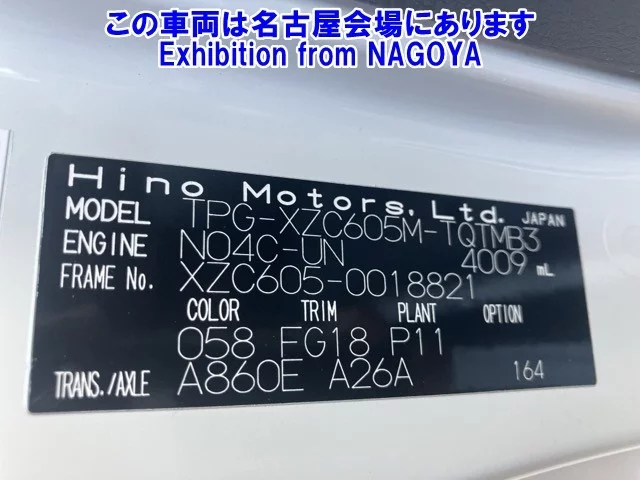 この車両は名古屋会場にあります
Exhibition from NAGOYA
Hino Motors, Ltd. JAPAN
MODEL TPG-XZC605M-TQTMB3
ENGINE N04C-UN 4009 mL
FRAME No. XZC605-0018821
COLOR TRIM PLANT OPTION
058 FG18 P11
TRANS./AXLE A860E A26A 164